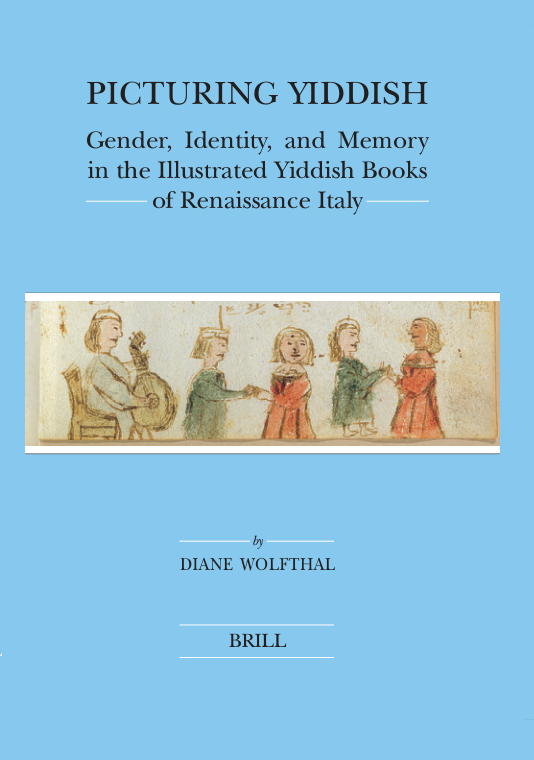 PICTURING YIDDISH
Gender, Identity, and Memory
in the Illustrated Yiddish Books
of Renaissance Italy
by
DIANE WOLFTHAL
BRILL